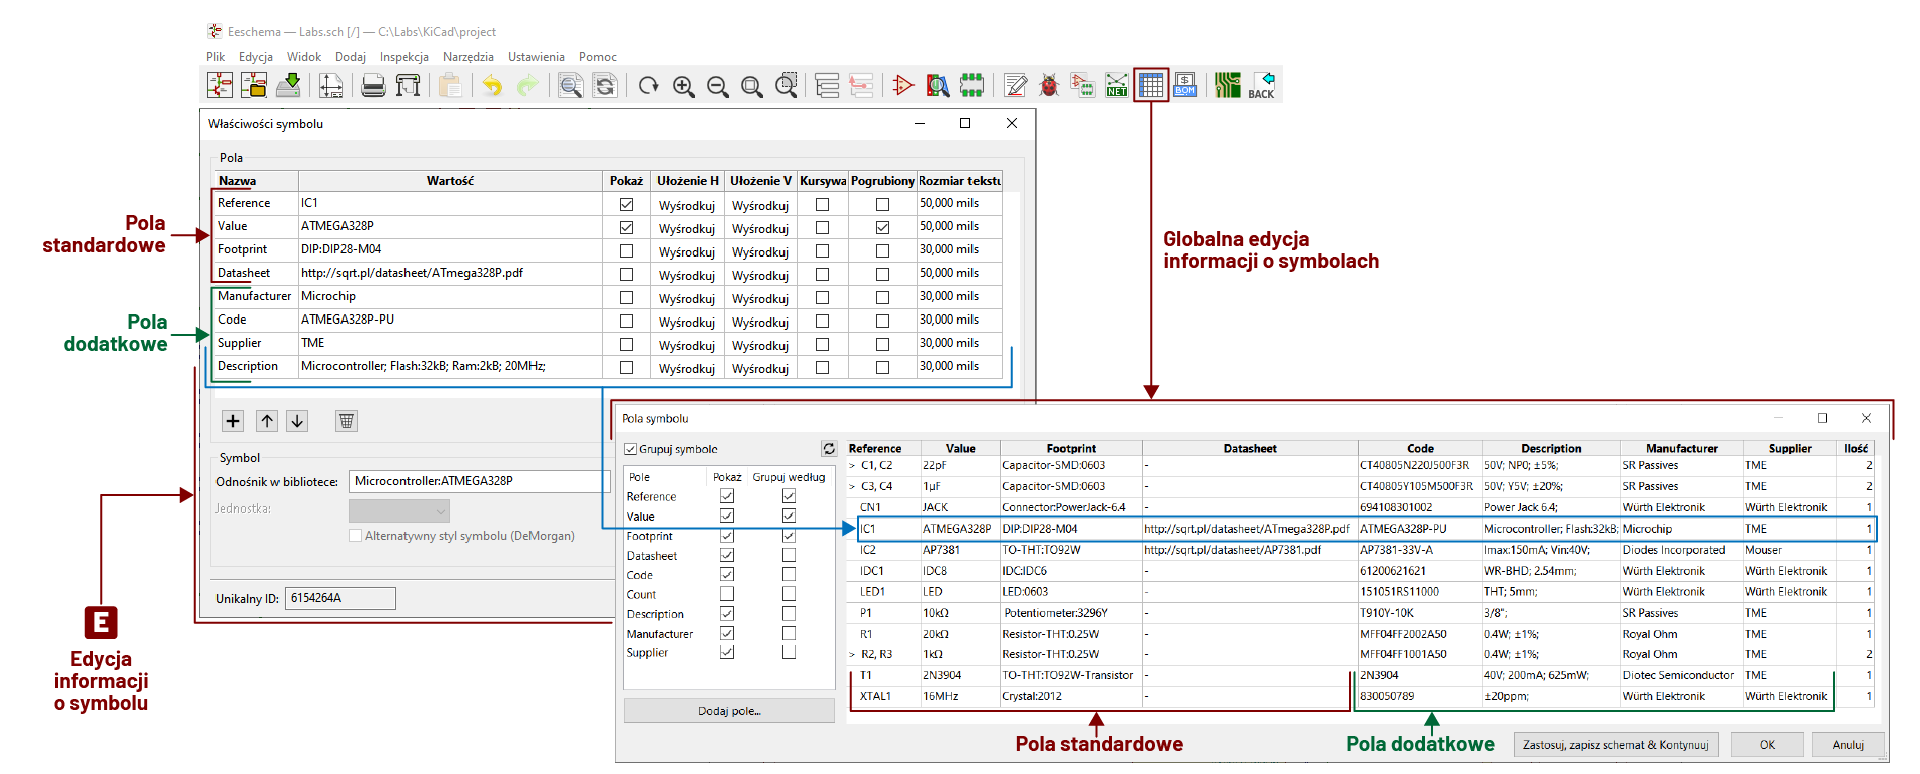 Eeschema — Labs.sch [/] — C:\Labs\KiCad\project
Plik Edycja Widok Dodaj Inspekcja Narzędzia Ustawienia Pomoc
NET $ BOM BACK
Właściwości symbolu
Pola
Nazwa Wartość Pokaż Ułożenie H Ułożenie V Kursywa Pogrubiony Rozmiar tekstu
Reference IC1 Wyśrodkuj Wyśrodkuj 50,000 mils
Value ATMEGA328P Wyśrodkuj Wyśrodkuj 50,000 mils
Footprint DIP:DIP28-M04 Wyśrodkuj Wyśrodkuj 30,000 mils
Datasheet http://sqrt.pl/datasheet/ATmega328P.pdf Wyśrodkuj Wyśrodkuj 50,000 mils
Manufacturer Microchip Wyśrodkuj Wyśrodkuj 30,000 mils
Code ATMEGA328P-PU Wyśrodkuj Wyśrodkuj 30,000 mils
Supplier TME Wyśrodkuj Wyśrodkuj 30,000 mils
Description Microcontroller; Flash:32kB; Ram:2kB; 20MHz; Wyśrodkuj Wyśrodkuj 30,000 mils
Pola
standardowe
Pola
dodatkowe
Globalna edycja
informacji o symbolach
Symbol
Odnośnik w bibliotece: Microcontroller:ATMEGA328P
Jednostka:
Alternatywny styl symbolu (DeMorgan)
Unikalny ID: 6154264A
E
Edycja
informacji
o symbolu
Pola symbolu
Grupuj symbole
Pole Pokaż Grupuj według
Reference
Value
Footprint
Datasheet
Code
Count
Description
Manufacturer
Supplier
Dodaj pole...
Reference Value Footprint Datasheet Code Description Manufacturer Supplier Ilość
> C1, C2 22pF Capacitor-SMD:0603 - CT40805N220J500F3R 50V; NP0; ±5%; SR Passives TME 2
> C3, C4 1µF Capacitor-SMD:0603 - CT40805Y105M500F3R 50V; Y5V; ±20%; SR Passives TME 2
CN1 JACK Connector:PowerJack-6.4 - 694108301002 Power Jack 6.4; Würth Elektronik Würth Elektronik 1
IC1 ATMEGA328P DIP:DIP28-M04 http://sqrt.pl/datasheet/ATmega328P.pdf ATMEGA328P-PU Microcontroller; Flash:32kB; Microchip TME 1
IC2 AP7381 TO-THT:TO92W http://sqrt.pl/datasheet/AP7381.pdf AP7381-33V-A Imax:150mA; Vin:40V; Diodes Incorporated Mouser 1
IDC1 IDC8 IDC:IDC6 - 61200621621 WR-BHD; 2.54mm; Würth Elektronik Würth Elektronik 1
LED1 LED LED:0603 - 151051RS11000 THT; 5mm; Würth Elektronik Würth Elektronik 1
P1 10kΩ Potentiometer:3296Y - T910Y-10K 3/8"; SR Passives TME 1
R1 20kΩ Resistor-THT:0.25W - MFF04FF2002A50 0.4W; ±1%; Royal Ohm TME 1
> R2, R3 1kΩ Resistor-THT:0.25W - MFF04FF1001A50 0.4W; ±1%; Royal Ohm TME 2
T1 2N3904 TO-THT:TO92W-Transistor - 2N3904 40V; 200mA; 625mW; Diotec Semiconductor TME 1
XTAL1 16MHz Crystal:2012 - 830050789 ±20ppm; Würth Elektronik Würth Elektronik 1
Pola standardowe
Pola dodatkowe
Zastosuj, zapisz schemat & Kontynuuj OK Anuluj